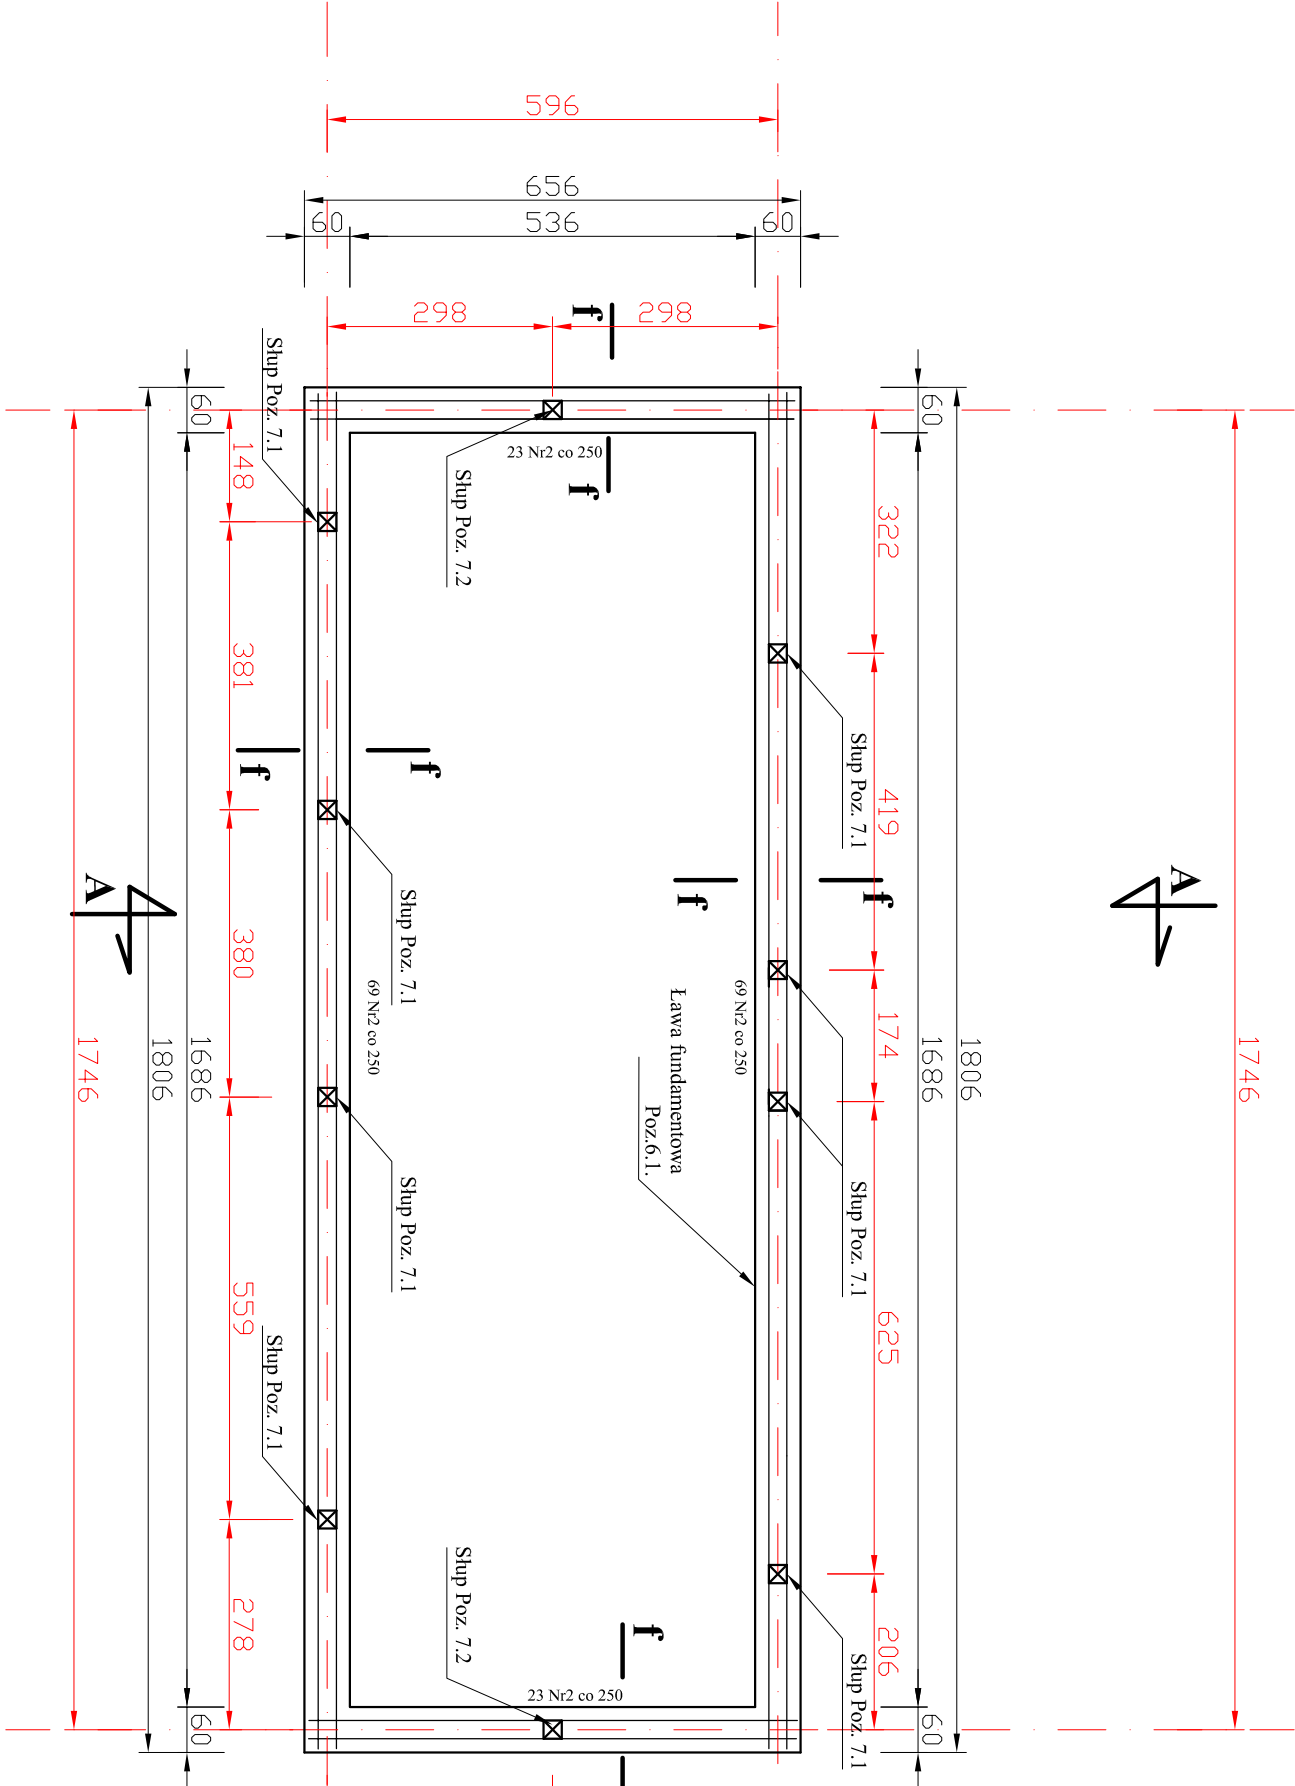 596
656
60
536
60
298
298
f
f
60
148
381
380
559
278
60
1686
1806
1746
Słup Poz. 7.1
Słup Poz. 7.2
23 Nr2 co 250
f
f
Słup Poz. 7.1
69 Nr2 co 250
Słup Poz. 7.1
Słup Poz. 7.1
A
A
f
f
Ława fundamentowa
Poz.6.1.
69 Nr2 co 250
Słup Poz. 7.1
Słup Poz. 7.1
Słup Poz. 7.1
Słup Poz. 7.2
23 Nr2 co 250
f
60
322
419
174
625
206
60
1686
1806
1746